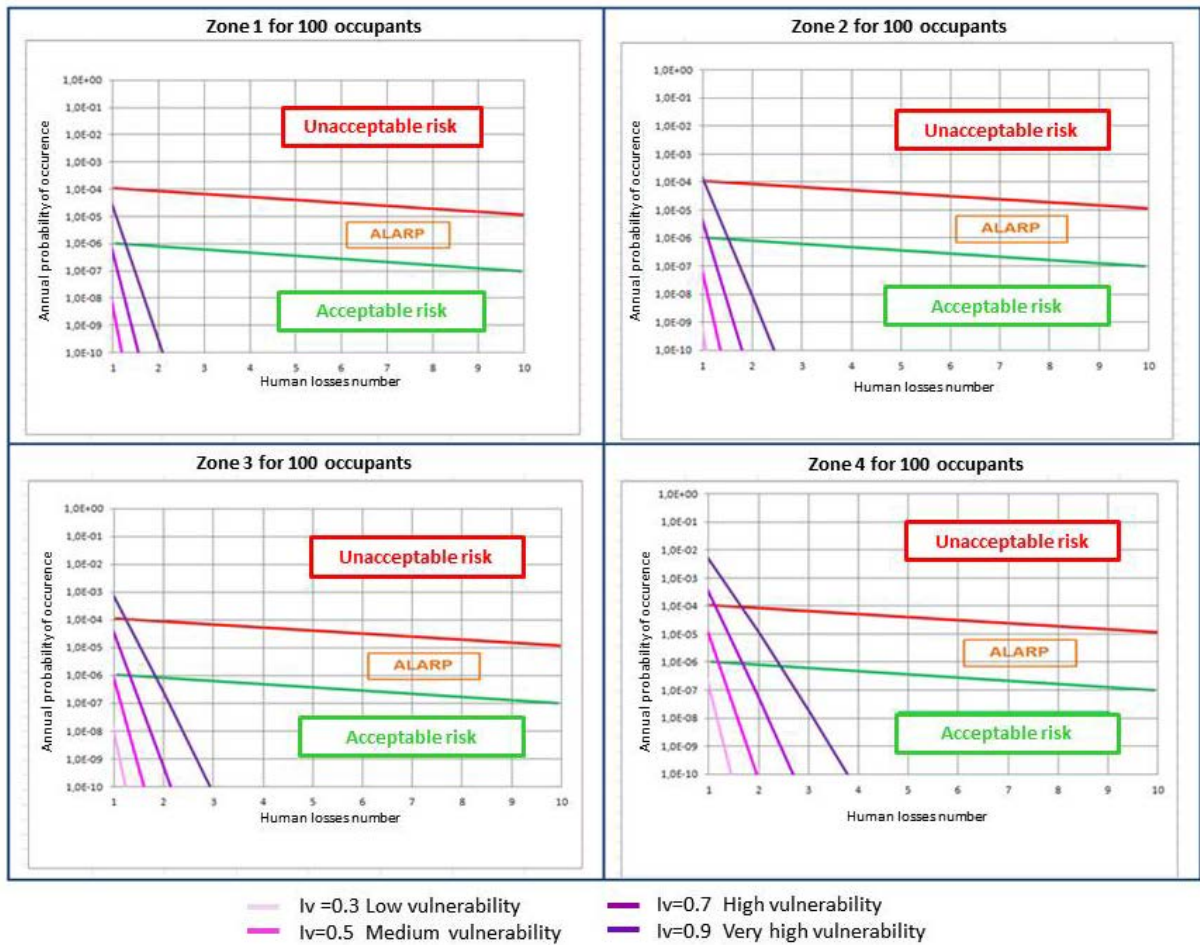 Zone 1 for 100 occupants
Annual probability of occurence
1,0E+00
1,0E-01
1,0E-02
1,0E-03
1,0E-04
1,0E-05
1,0E-06
1,0E-07
1,0E-08
1,0E-09
1,0E-10
Unacceptable risk
ALARP
Acceptable risk
1 2 3 4 5 6 7 8 9 10
Human losses number
Zone 2 for 100 occupants
Annual probability of occurence
1,0E+00
1,0E-01
1,0E-02
1,0E-03
1,0E-04
1,0E-05
1,0E-06
1,0E-07
1,0E-08
1,0E-09
1,0E-10
Unacceptable risk
ALARP
Acceptable risk
1 2 3 4 5 6 7 8 9 10
Human losses number
Zone 3 for 100 occupants
Annual probability of occurence
1,0E+00
1,0E-01
1,0E-02
1,0E-03
1,0E-04
1,0E-05
1,0E-06
1,0E-07
1,0E-08
1,0E-09
1,0E-10
Unacceptable risk
ALARP
Acceptable risk
1 2 3 4 5 6 7 8 9 10
Human losses number
Zone 4 for 100 occupants
Annual probability of occurence
1,0E+00
1,0E-01
1,0E-02
1,0E-03
1,0E-04
1,0E-05
1,0E-06
1,0E-07
1,0E-08
1,0E-09
1,0E-10
Unacceptable risk
ALARP
Acceptable risk
1 2 3 4 5 6 7 8 9 10
Human losses number
Iv =0.3 Low vulnerability
Iv=0.5 Medium vulnerability
Iv=0.7 High vulnerability
Iv=0.9 Very high vulnerability